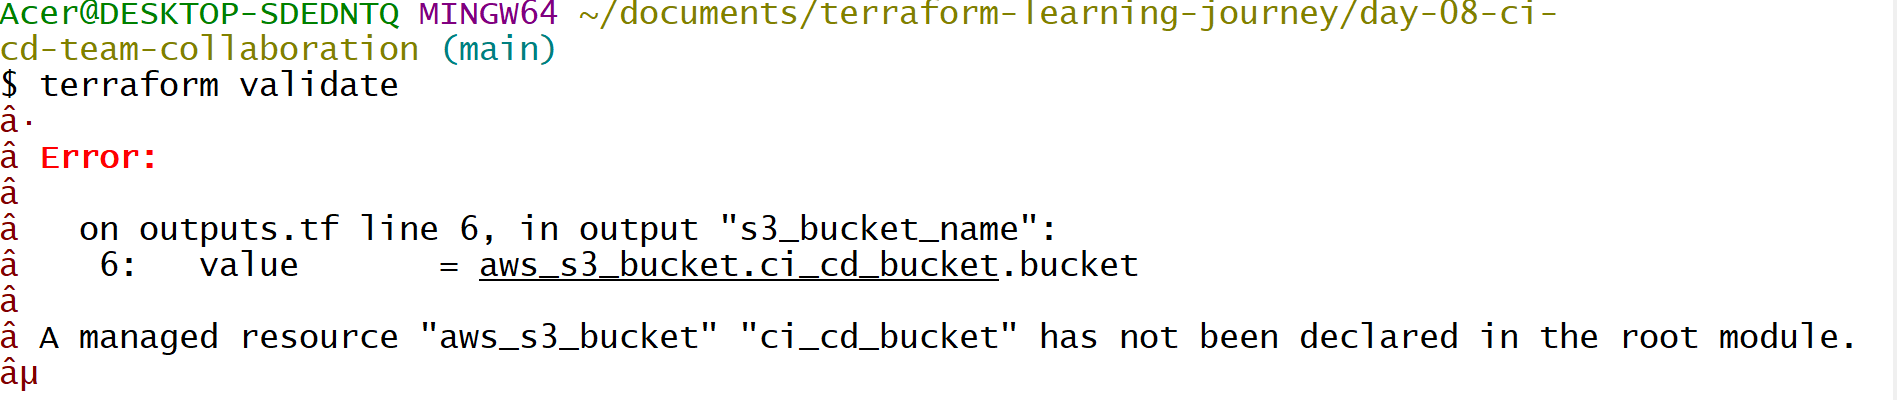 Acer@DESKTOP-SDEDNTQ MINGW64 ~/documents/terraform-learning-journey/day-08-ci-
cd-team-collaboration (main)
$ terraform validate
â·
â Error:
â
â   on outputs.tf line 6, in output "s3_bucket_name":
â    6:   value       = aws_s3_bucket.ci_cd_bucket.bucket
â
â A managed resource "aws_s3_bucket" "ci_cd_bucket" has not been declared in the root module.
âµ